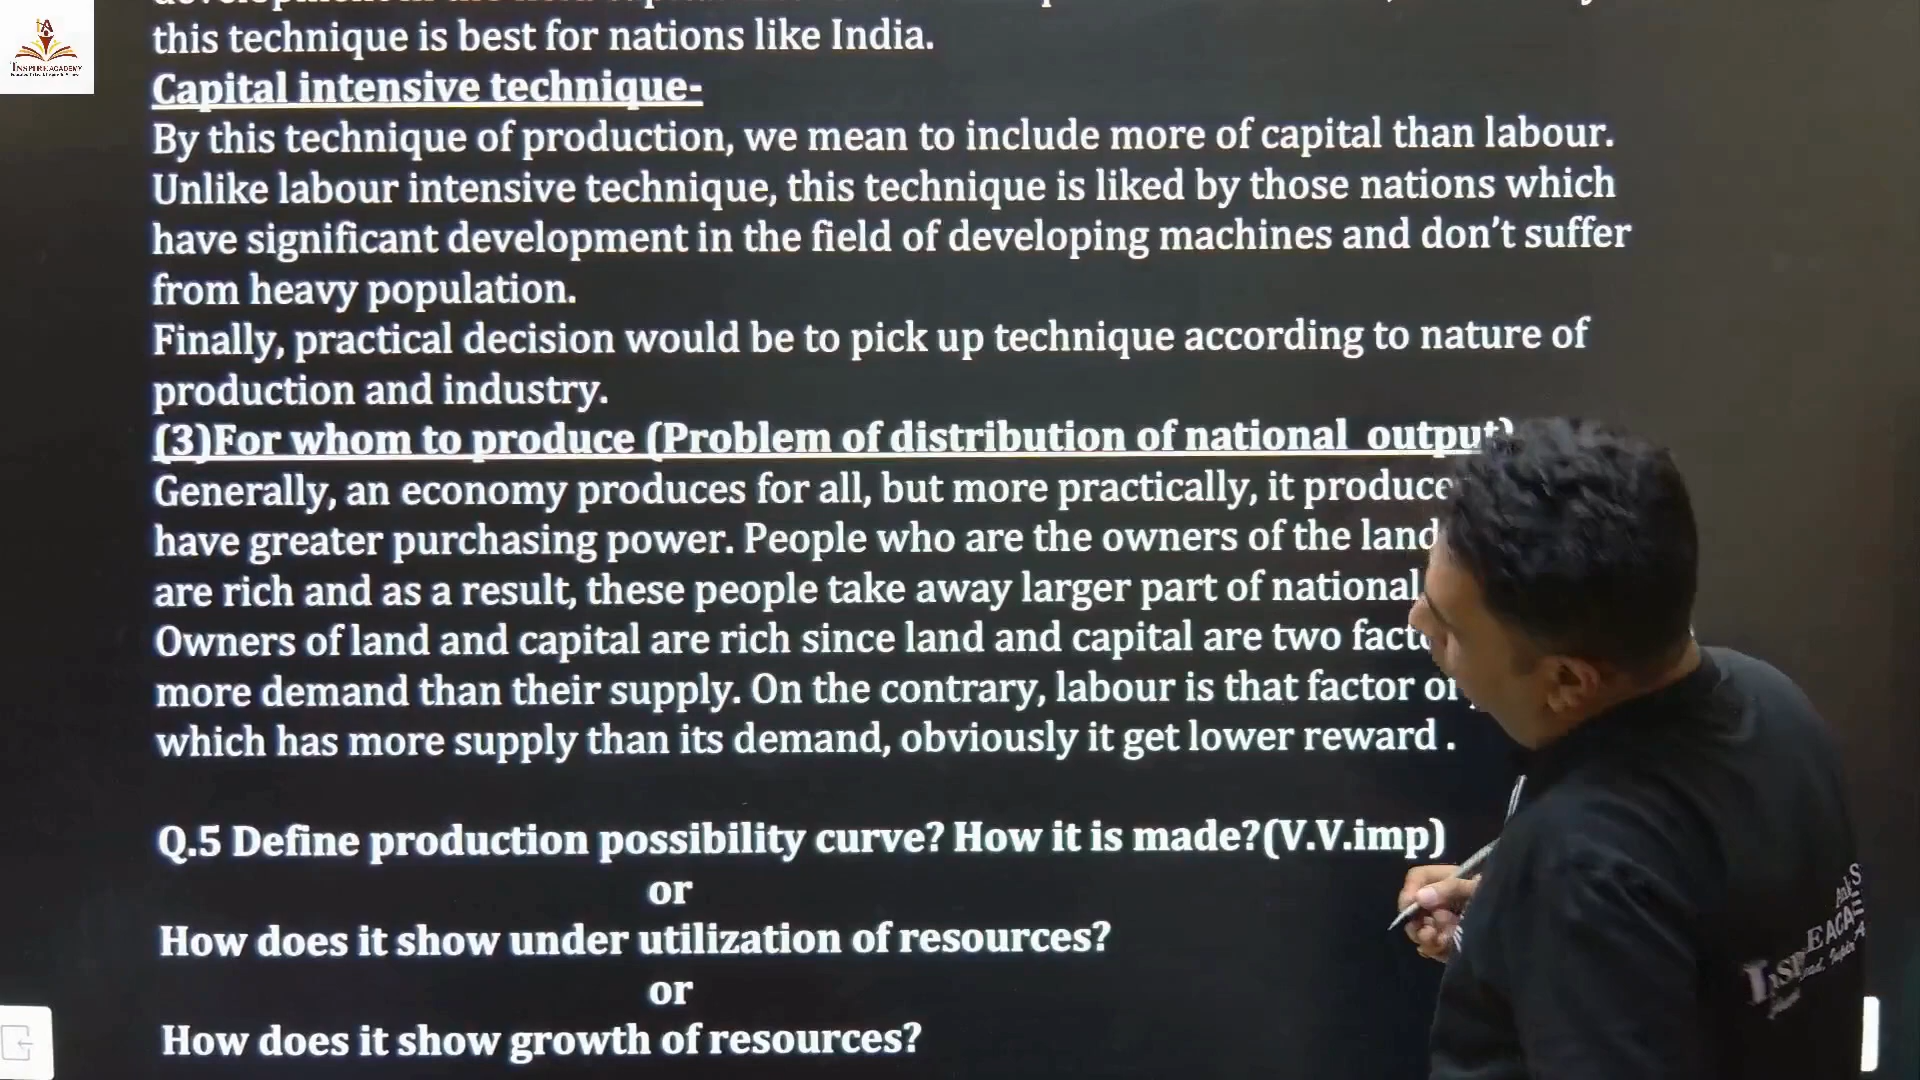 this technique is best for nations like India.
Capital intensive technique-
By this technique of production, we mean to include more of capital than labour.
Unlike labour intensive technique, this technique is liked by those nations which
have significant development in the field of developing machines and don't suffer
from heavy population.
Finally, practical decision would be to pick up technique according to nature of
production and industry.
(3)For whom to produce (Problem of distribution of national output)
Generally, an economy produces for all, but more practically, it produce
have greater purchasing power. People who are the owners of the land
are rich and as a result, these people take away larger part of national
Owners of land and capital are rich since land and capital are two
more demand than their supply. On the contrary, labour is that factor of
which has more supply than its demand, obviously it get lower reward .
Q.5 Define production possibility curve? How it is made?(V.V.imp)
or
How does it show under utilization of resources?
or
How does it show growth of resources?
INSPIRE ACADEMY